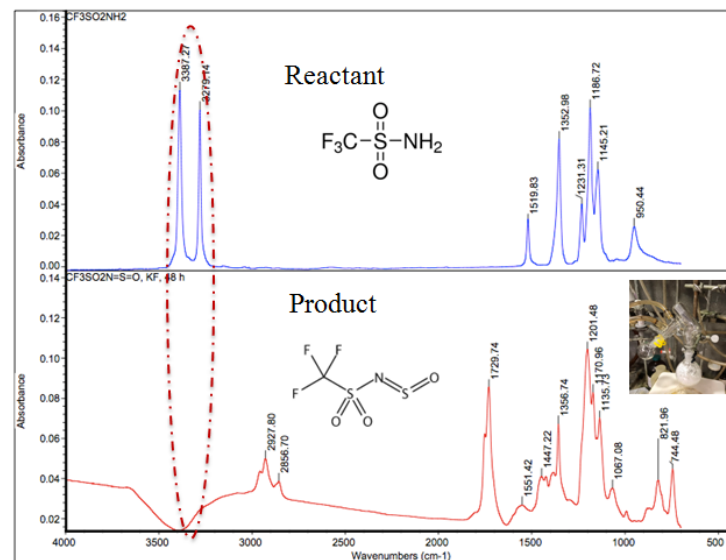 CF3SO2NH2
Reactant
F₃C-S-NH₂
O
O
Absorbance
0.16
0.14
0.12
0.10
0.08
0.06
0.04
0.02
0.00
3387.27
3279.14
1519.83
1352.98
1231.31
1186.72
1145.21
950.44
CF3SO2N=S=O, KF, 48 h
Product
F
F
F
S
O
O
N
S
O
Absorbance
0.14
0.12
0.10
0.08
0.06
0.04
0.02
2927.80
2856.70
1729.74
1551.42
1447.22
1356.74
1201.48
1170.96
1135.73
1067.08
821.96
744.48
4000
3500
3000
2500
2000
1500
1000
500
Wavenumbers (cm-1)